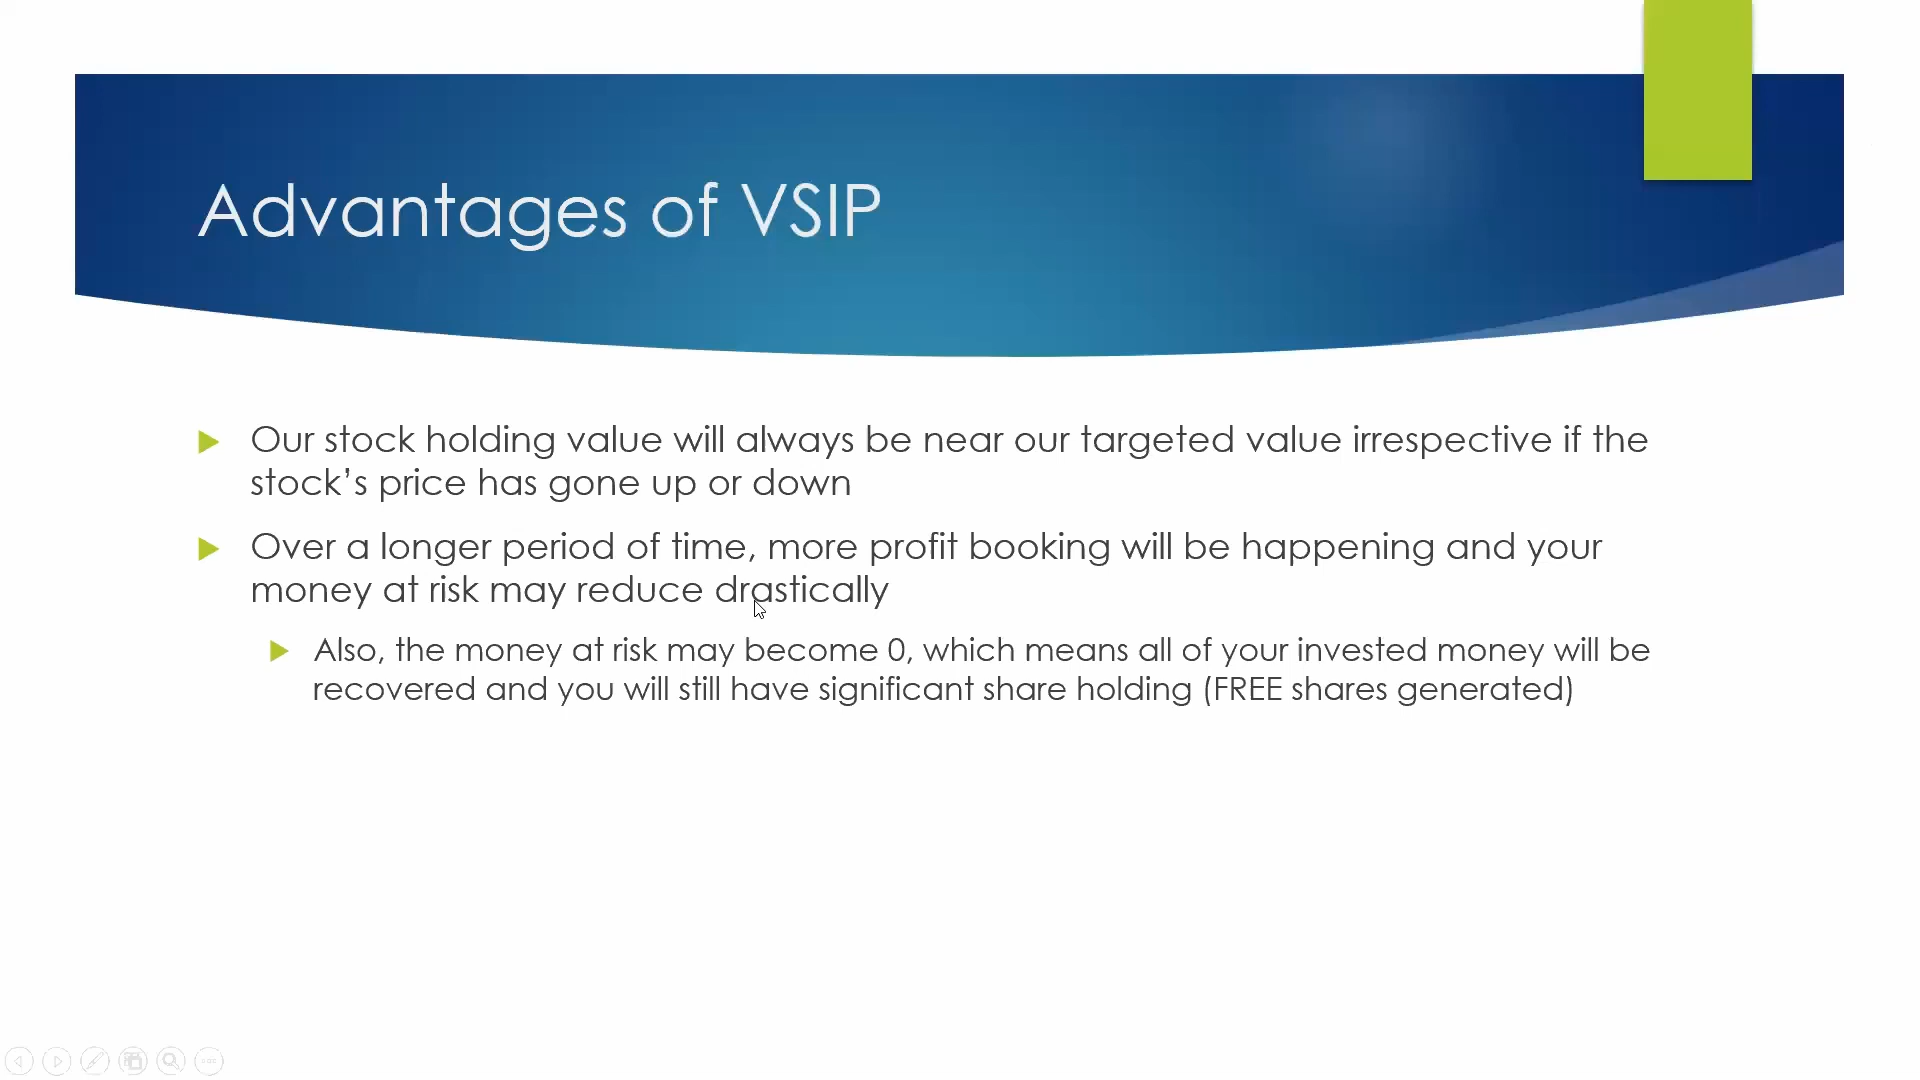 Advantages of VSIP
Our stock holding value will always be near our targeted value irrespective if the
stock’s price has gone up or down
Over a longer period of time, more profit booking will be happening and your
money at risk may reduce drastically
Also, the money at risk may become 0, which means all of your invested money will be
recovered and you will still have significant share holding (FREE shares generated)